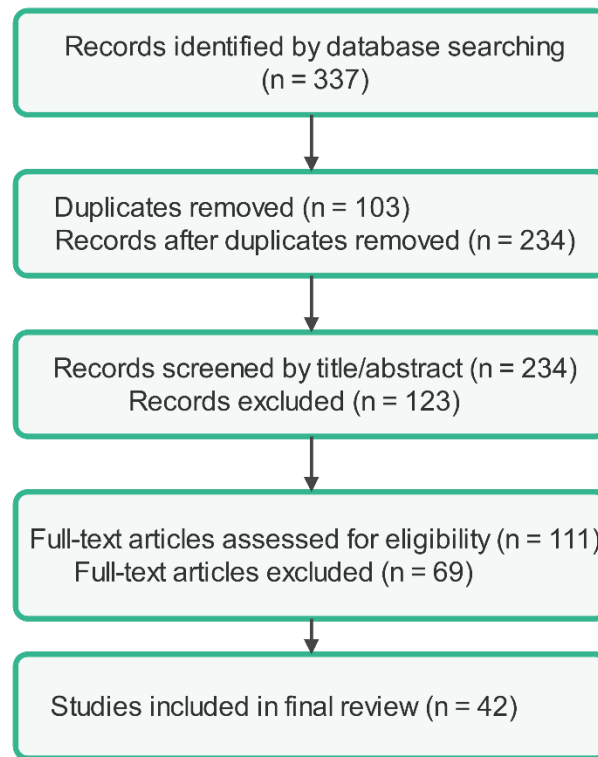 Records identified by database searching
(n = 337)
Duplicates removed (n = 103)
Records after duplicates removed (n = 234)
Records screened by title/abstract (n = 234)
Records excluded (n = 123)
Full-text articles assessed for eligibility (n = 111)
Full-text articles excluded (n = 69)
Studies included in final review (n = 42)